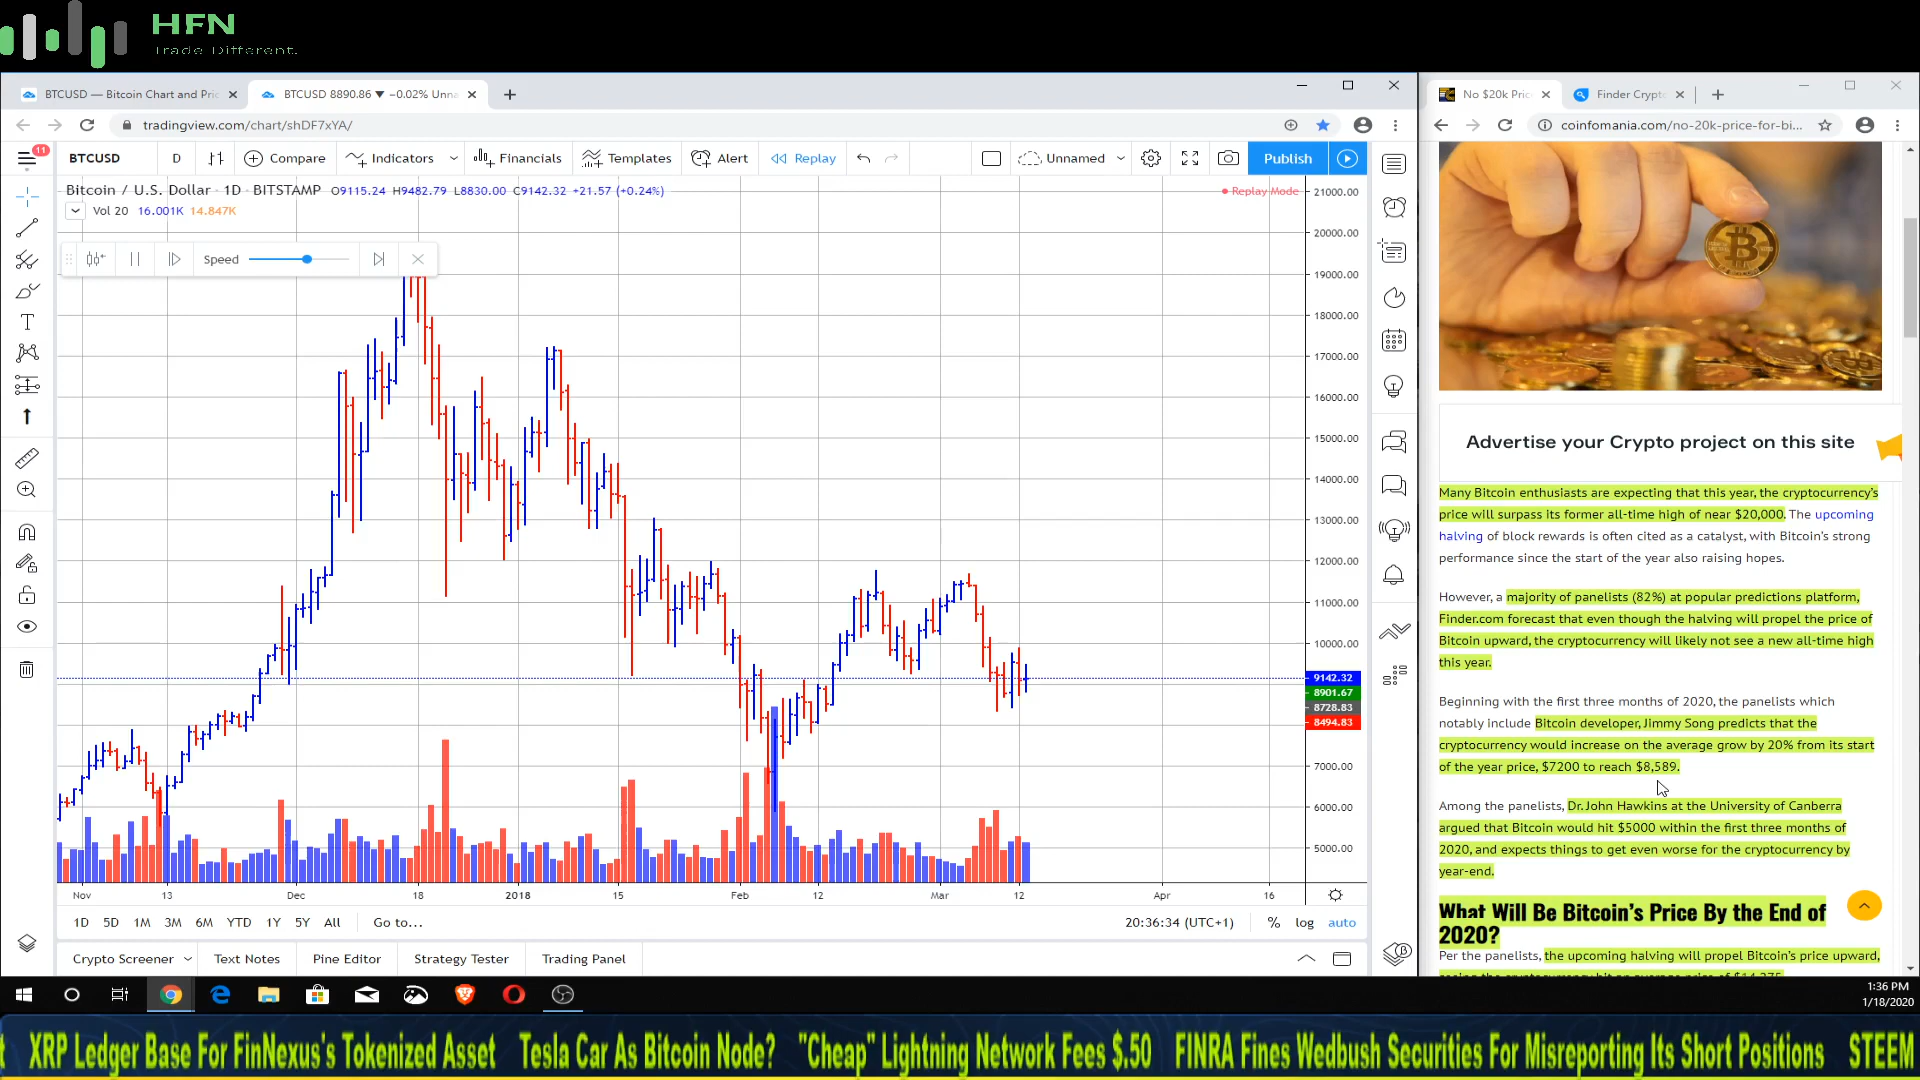 HFN
Trade Different.
BTCUSD — Bitcoin Chart and Pric
BTCUSD 8890.86 ▼ −0.02% Unna
No $20k Pric
Finder Crypto
tradingview.com/chart/shDF7xYA/
coinfomania.com/no-20k-price-for-bi...
11
BTCUSD
D
Compare
Indicators
Financials
Templates
Alert
Replay
Unnamed
Publish
Bitcoin / U.S. Dollar · 1D · BITSTAMP O9115.24 H9482.79 L8830.00 C9142.32 +21.57 (+0.24%)
Replay Mode
Vol 20 16.001K 14.847K
Speed
21000.00
20000.00
19000.00
18000.00
17000.00
16000.00
15000.00
14000.00
13000.00
12000.00
11000.00
10000.00
9142.32
8901.67
8728.83
8494.83
7000.00
6000.00
5000.00
Nov 13 Dec 18 2018 15 Feb 12 Mar 12 Apr 16
1D 5D 1M 3M 6M YTD 1Y 5Y All Go to...
20:36:34 (UTC+1) % log auto
Crypto Screener Text Notes Pine Editor Strategy Tester Trading Panel
Advertise your Crypto project on this site
Many Bitcoin enthusiasts are expecting that this year, the cryptocurrency's
price will surpass its former all-time high of near $20,000. The upcoming
halving of block rewards is often cited as a catalyst, with Bitcoin's strong
performance since the start of the year also raising hopes.
However, a majority of panelists (82%) at popular predictions platform,
Finder.com forecast that even though the halving will propel the price of
Bitcoin upward, the cryptocurrency will likely not see a new all-time high
this year.
Beginning with the first three months of 2020, the panelists which
notably include Bitcoin developer, Jimmy Song predicts that the
cryptocurrency would increase on the average grow by 20% from its start
of the year price, $7200 to reach $8,589.
Among the panelists, Dr. John Hawkins at the University of Canberra
argued that Bitcoin would hit $5000 within the first three months of
2020, and expects things to get even worse for the cryptocurrency by
year-end.
What Will Be Bitcoin's Price By the End of
2020?
Per the panelists, the upcoming halving will propel Bitcoin's price upward,
1:36 PM
1/18/2020
XRP Ledger Base For FinNexus's Tokenized Asset Tesla Car As Bitcoin Node? "Cheap" Lightning Network Fees $.50 FINRA Fines Wedbush Securities For Misreporting Its Short Positions STEEM